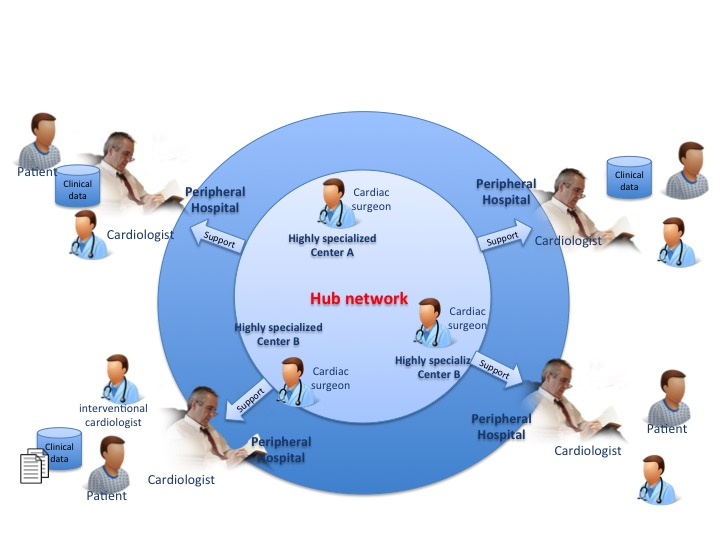 Patient
Clinical
data
Cardiologist
Peripheral
Hospital
Support
Cardiac
surgeon
Highly specialized
Center A
Peripheral
Hospital
Support
Cardiologist
Clinical
data
Hub network
Highly specialized
Center B
Cardiac
surgeon
Cardiac
surgeon
Highly specializ
Center B
Support
Support
interventional
cardiologist
Clinical
data
Patient
Cardiologist
Peripheral
Hospital
Peripheral
Hospital
Cardiologist
Patient